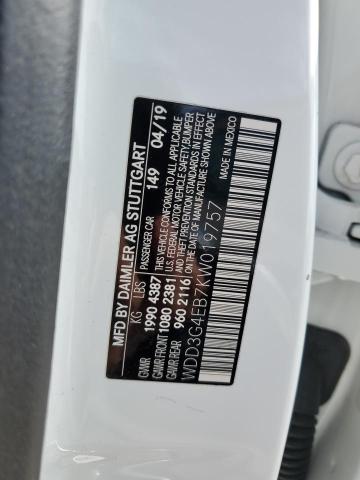 MFD BY DAIMLER AG STUTTGART
KG LBS PASSENGER CAR 149 04/19
GVWR 1990 4387 THIS VEHICLE CONFORMS TO ALL APPLICABLE
GAWR FRONT 1080 2381 U.S. FEDERAL MOTOR VEHICLE SAFETY, BUMPER
GAWR REAR 960 2116 AND THEFT PREVENTION STANDARDS IN EFFECT
ON THE DATE OF MANUFACTURE SHOWN ABOVE
WDD3G4EB7KW019757 MADE IN MEXICO